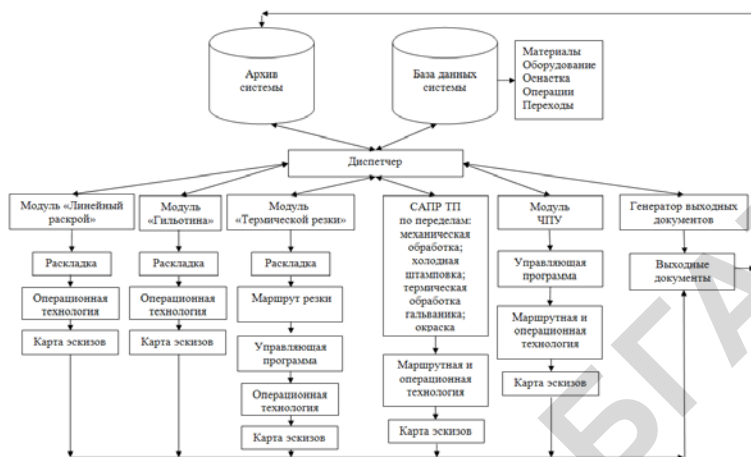 Архив
системы
База данных
системы
Материалы
Оборудование
Оснастка
Операции
Переходы
Диспетчер
Модуль «Линейный
раскрой»
Раскладка
Операционная
технология
Карта эскизов
Модуль
«Гильотина»
Раскладка
Операционная
технология
Карта эскизов
Модуль
«Термической резки»
Раскладка
Маршрут резки
Управляющая
программа
Операционная
технология
Карта эскизов
САПР ТП
по переделам:
механическая
обработка;
холодная
штамповка;
термическая
обработка
гальваника;
окраска
Маршрутная и
операционная
технология
Карта эскизов
Модуль
ЧПУ
Управляющая
программа
Маршрутная и
операционная
технология
Карта эскизов
Генератор выходных
документов
Выходные
документы
БГА